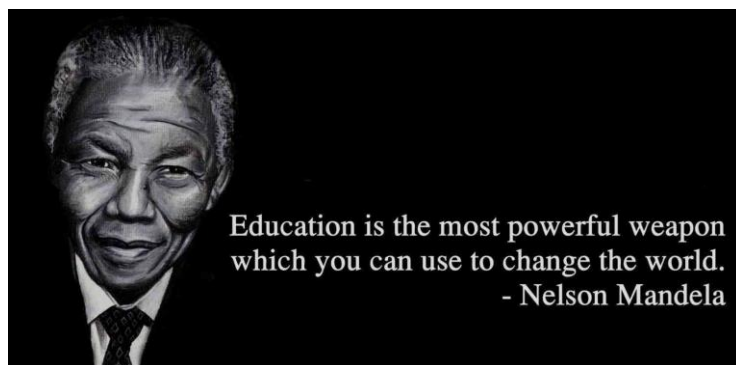 Education is the most powerful weapon
which you can use to change the world.
- Nelson Mandela